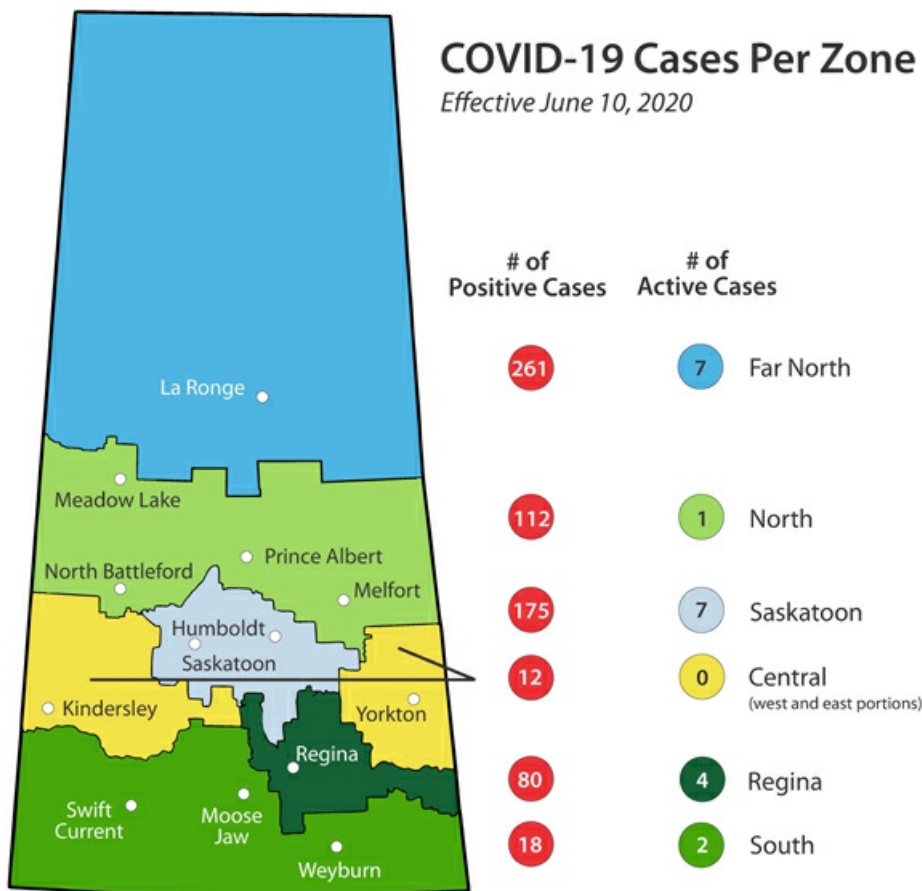 COVID-19 Cases Per Zone
Effective June 10, 2020
# of
Positive Cases
# of
Active Cases
261
7
Far North
112
1
North
175
7
Saskatoon
12
0
Central
(west and east portions)
80
4
Regina
18
2
South
La Ronge
Meadow Lake
Prince Albert
North Battleford
Melfort
Humboldt
Saskatoon
Kindersley
Yorkton
Regina
Swift
Current
Moose
Jaw
Weyburn